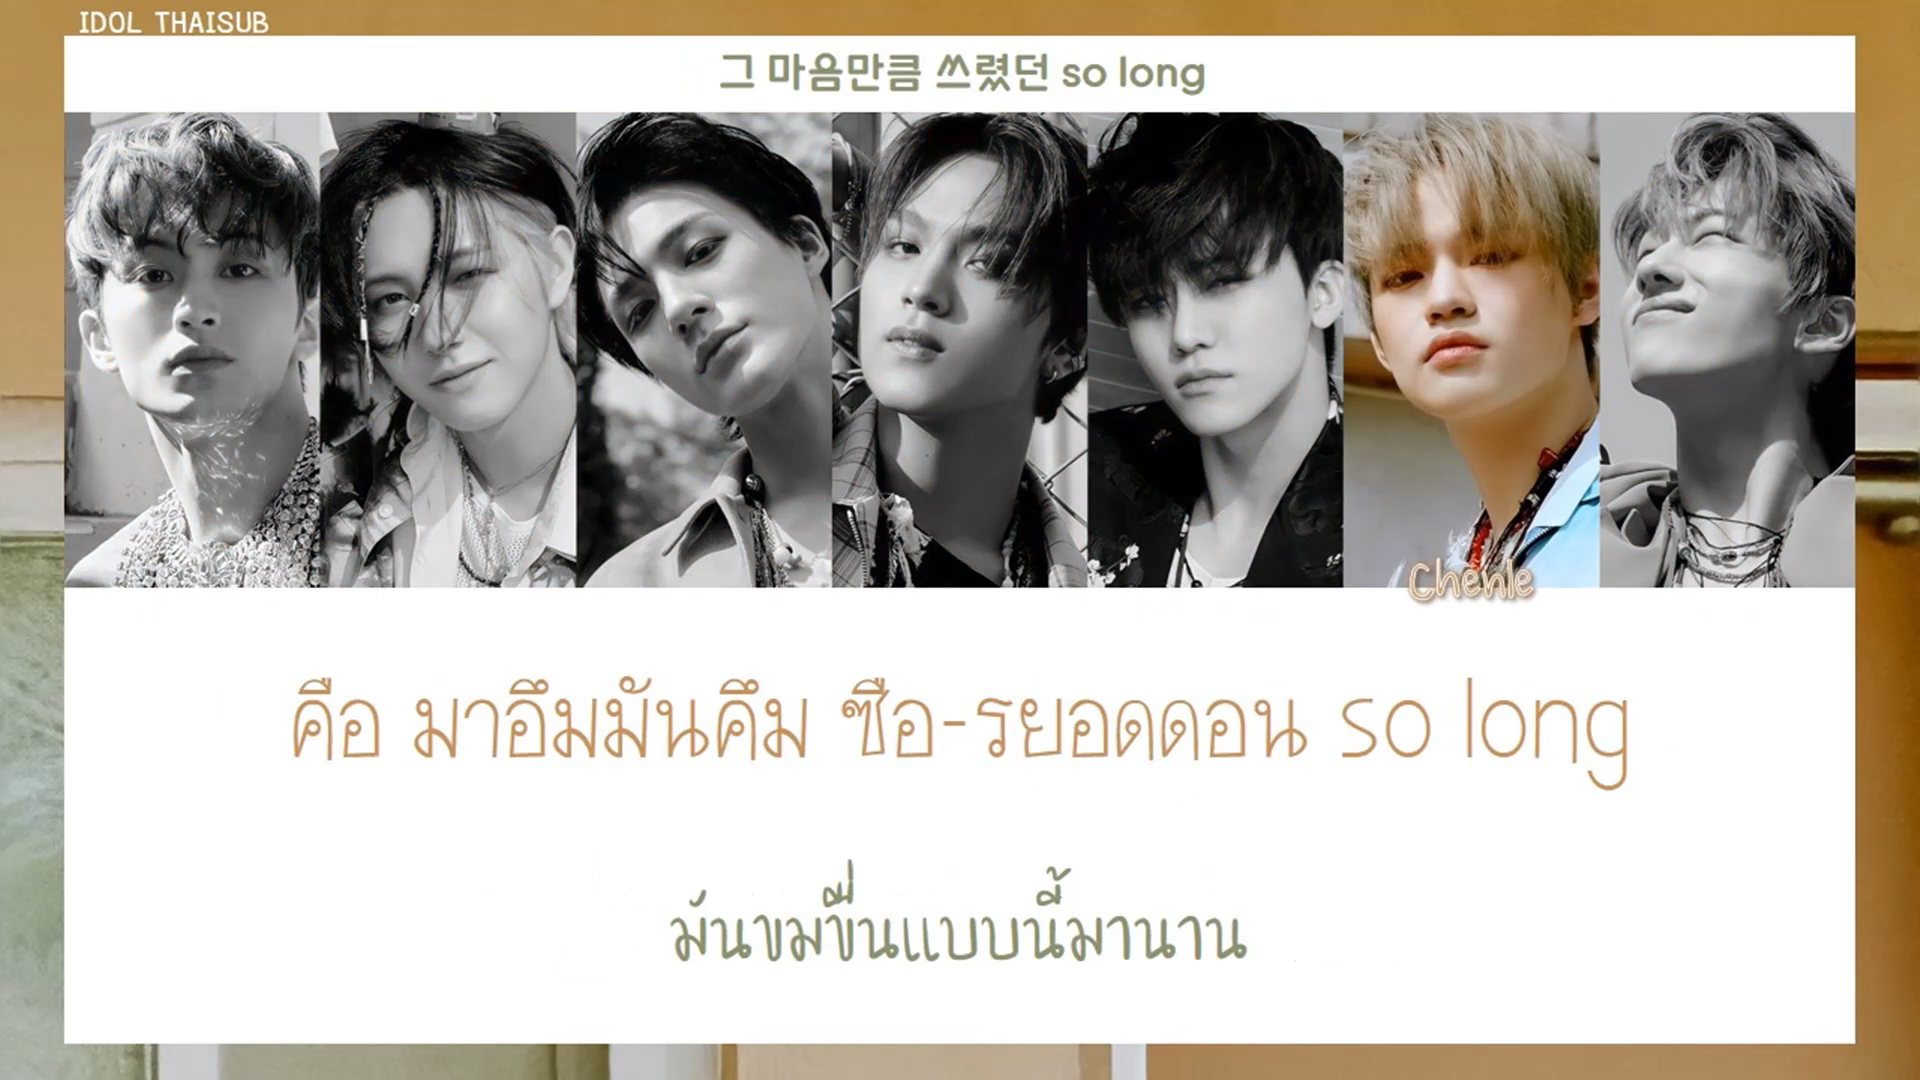 IDOL THAISUB
그 마음만큼 쓰렸던 so long
Chenle
คือ มาอึมมันคึม ซือ-รยอดดอน so long
มันขมขื่นแบบนี้มานาน